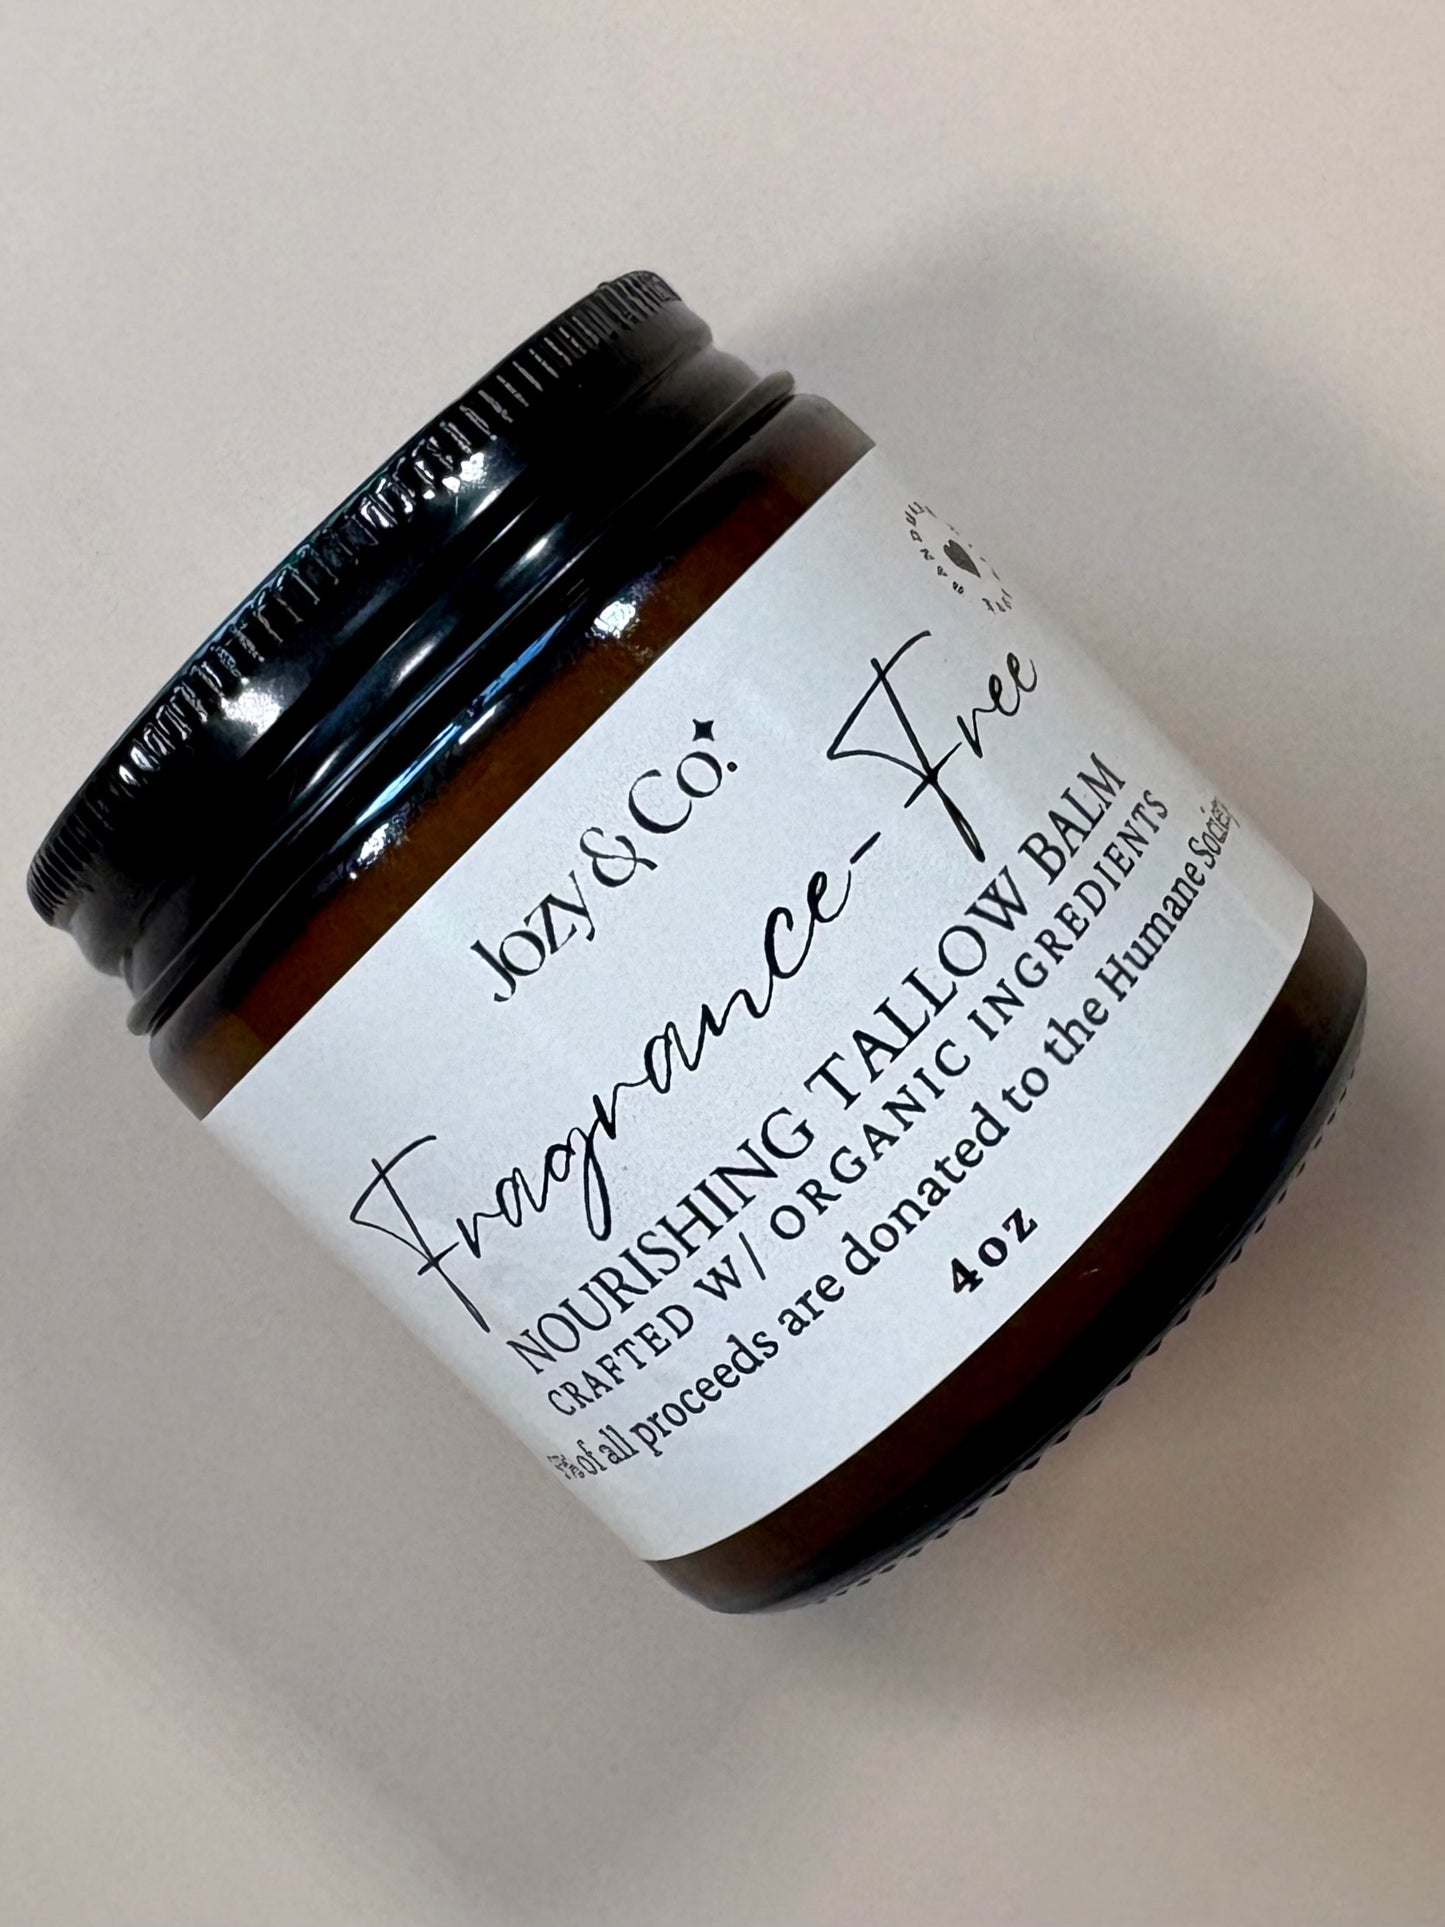 Jozy & Co.
Fragrance-Free
NOURISHING TALLOW BALM
CRAFTED W/ ORGANIC INGREDIENTS
of all proceeds are donated to the Humane Society
4oz